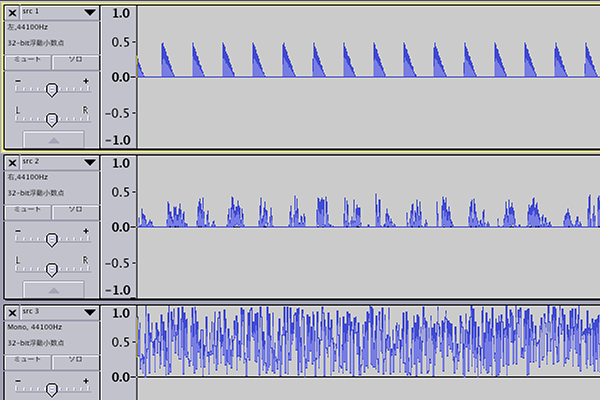 src 1
左,44100Hz
32-bit浮動小数点
ミュート ソロ
- +
L R
1.0
0.5
0.0
-0.5
-1.0
src 2
右,44100Hz
32-bit浮動小数点
ミュート ソロ
- +
L R
1.0
0.5
0.0
-0.5
-1.0
src 3
Mono, 44100Hz
32-bit浮動小数点
ミュート ソロ
- +
1.0
0.5
0.0